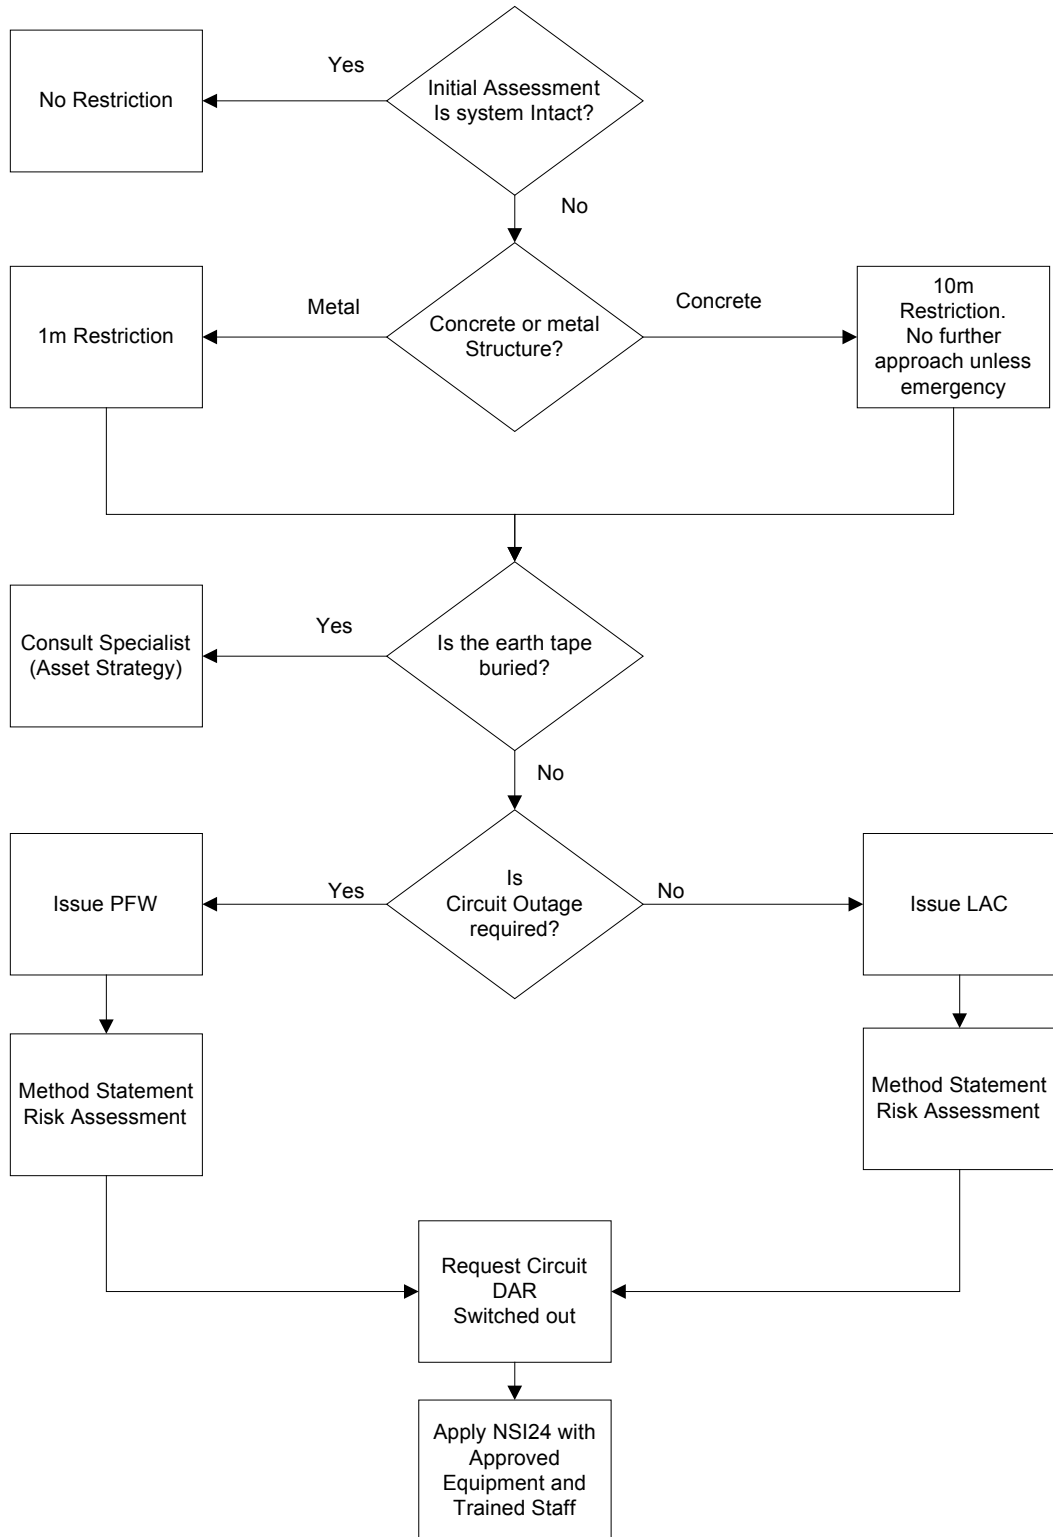 Yes
Initial Assessment
Is system Intact?
No Restriction
No
Metal
Concrete
10m
Restriction.
No further
approach unless
emergency
1m Restriction
Concrete or metal
Structure?
Yes
Consult Specialist
(Asset Strategy)
Is the earth tape
buried?
No
Issue PFW
Yes
Is
Circuit Outage
required?
No
Issue LAC
Method Statement
Risk Assessment
Method Statement
Risk Assessment
Request Circuit
DAR
Switched out
Apply NSI24 with
Approved
Equipment and
Trained Staff